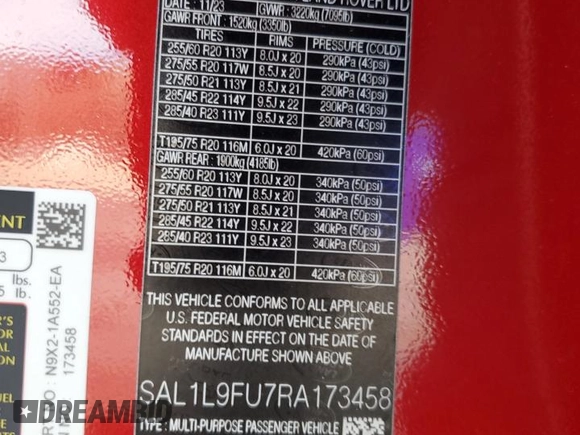 LAND ROVER LTD
DATE : 11/23 GVWR : 3220kg (7095lb)
GAWR FRONT : 1520kg (3350lb)
TIRES RIMS PRESSURE (COLD)
255/60 R20 113Y 8.0J x 20 290kPa (43psi)
275/55 R20 117W 8.5J x 20 290kPa (43psi)
275/50 R21 113Y 8.5J x 21 290kPa (43psi)
285/45 R22 114Y 9.5J x 22 290kPa (43psi)
285/40 R23 111Y 9.5J x 23 290kPa (43psi)
T195/75 R20 116M 6.0J x 20 420kPa (60psi)
GAWR REAR : 1900kg (4185lb)
255/60 R20 113Y 8.0J x 20 340kPa (50psi)
275/55 R20 117W 8.5J x 20 340kPa (50psi)
275/50 R21 113Y 8.5J x 21 340kPa (50psi)
285/45 R22 114Y 9.5J x 22 340kPa (50psi)
285/40 R23 111Y 9.5J x 23 340kPa (50psi)
T195/75 R20 116M 6.0J x 20 420kPa (60psi)
THIS VEHICLE CONFORMS TO ALL APPLICABLE
U.S. FEDERAL MOTOR VEHICLE SAFETY
STANDARDS IN EFFECT ON THE DATE OF
MANUFACTURE SHOWN ABOVE
SAL1L9FU7RA173458
TYPE : MULTI-PURPOSE PASSENGER VEHICLE
3
lbs.
5 lb.
N9X2-1A552-EA
173458
DREAMBID